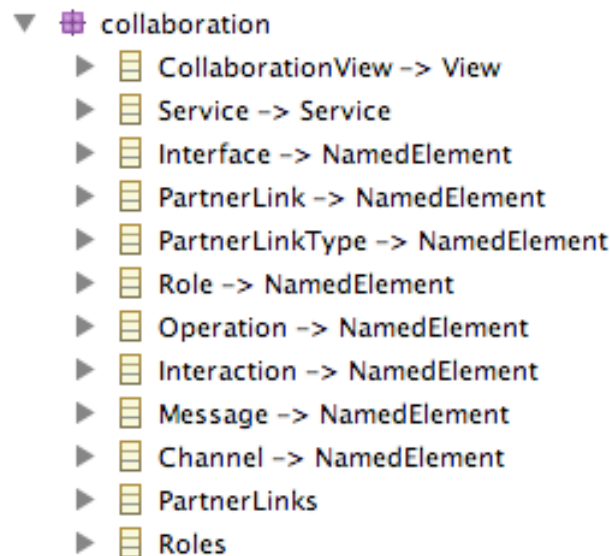 collaboration
CollaborationView -> View
Service -> Service
Interface -> NamedElement
PartnerLink -> NamedElement
PartnerLinkType -> NamedElement
Role -> NamedElement
Operation -> NamedElement
Interaction -> NamedElement
Message -> NamedElement
Channel -> NamedElement
PartnerLinks
Roles